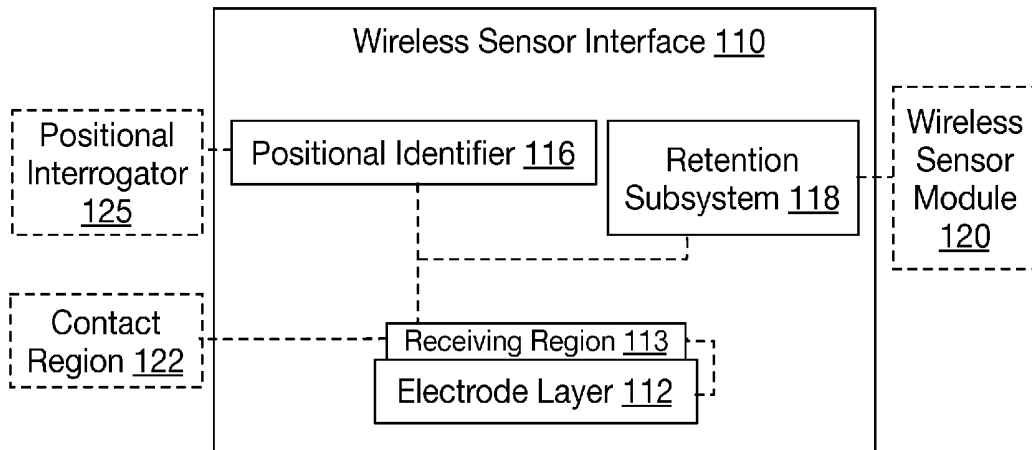 Wireless Sensor Interface 110
Positional
Interrogator
125
Positional Identifier 116
Retention
Subsystem 118
Wireless
Sensor
Module
120
Contact
Region 122
Receiving Region 113
Electrode Layer 112